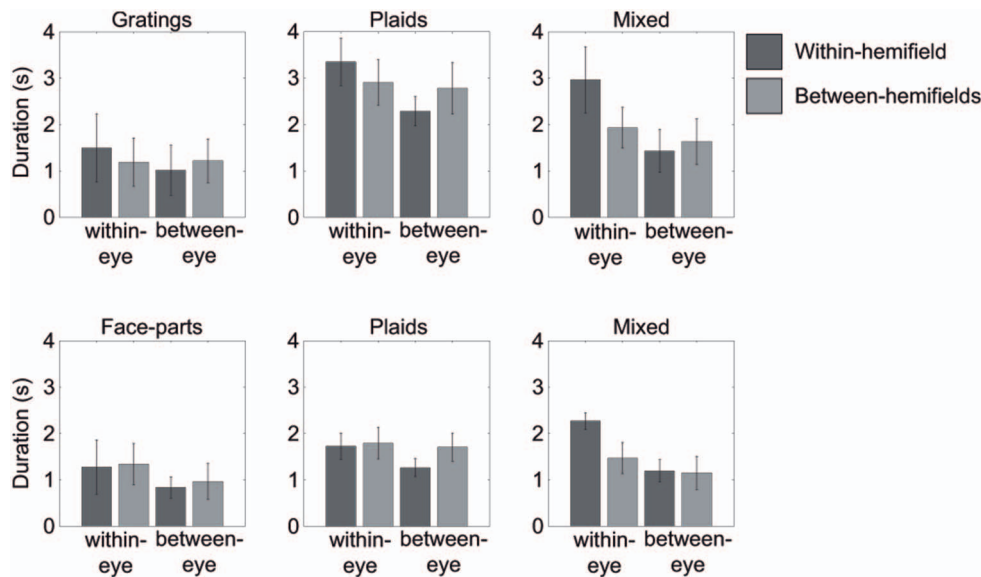 Gratings
Plaids
Mixed
Within-hemifield
Between-hemifields
Duration (s)
4
3
2
1
0
within-
eye
between-
eye
4
3
2
1
0
within-
eye
between-
eye
4
3
2
1
0
within-
eye
between-
eye
Face-parts
Plaids
Mixed
Duration (s)
4
3
2
1
0
within-
eye
between-
eye
4
3
2
1
0
within-
eye
between-
eye
4
3
2
1
0
within-
eye
between-
eye